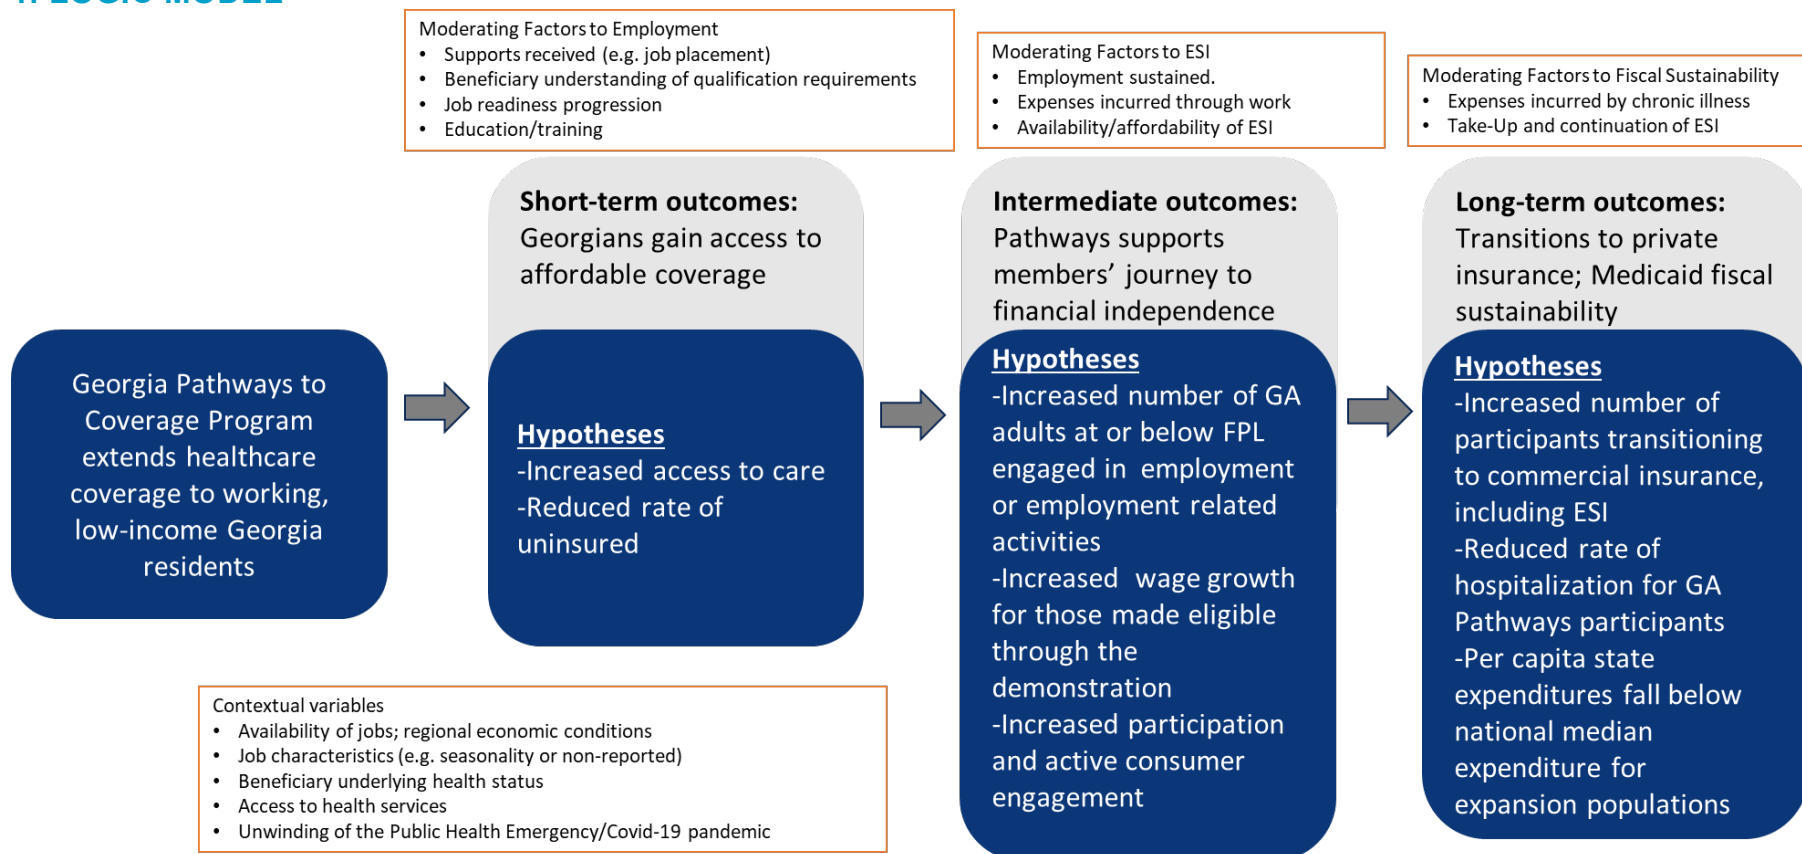 Moderating Factors to Employment
• Supports received (e.g. job placement)
• Beneficiary understanding of qualification requirements
• Job readiness progression
• Education/training
Moderating Factors to ESI
• Employment sustained.
• Expenses incurred through work
• Availability/affordability of ESI
Moderating Factors to Fiscal Sustainability
• Expenses incurred by chronic illness
• Take-Up and continuation of ESI
Georgia Pathways to
Coverage Program
extends healthcare
coverage to working,
low-income Georgia
residents
Short-term outcomes:
Georgians gain access to
affordable coverage
Hypotheses
-Increased access to care
-Reduced rate of
uninsured
Intermediate outcomes:
Pathways supports
members’ journey to
financial independence
Hypotheses
-Increased number of GA
adults at or below FPL
engaged in employment
or employment related
activities
-Increased wage growth
for those made eligible
through the
demonstration
-Increased participation
and active consumer
engagement
Long-term outcomes:
Transitions to private
insurance; Medicaid fiscal
sustainability
Hypotheses
-Increased number of
participants transitioning
to commercial insurance,
including ESI
-Reduced rate of
hospitalization for GA
Pathways participants
-Per capita state
expenditures fall below
national median
expenditure for
expansion populations
Contextual variables
• Availability of jobs; regional economic conditions
• Job characteristics (e.g. seasonality or non-reported)
• Beneficiary underlying health status
• Access to health services
• Unwinding of the Public Health Emergency/Covid-19 pandemic